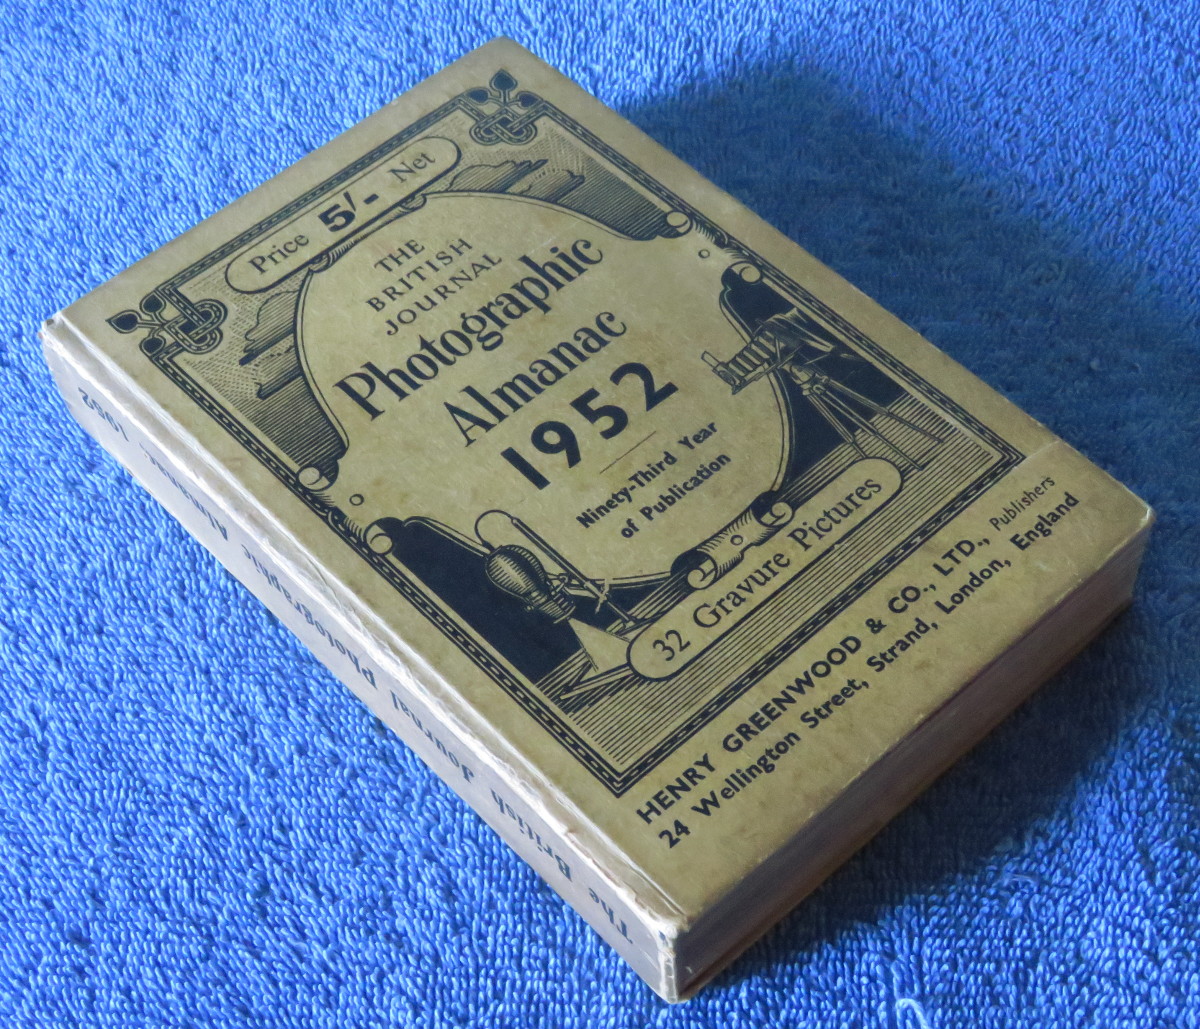 Price 5/- Net
THE
BRITISH
JOURNAL
Photographic
Almanac
1952
Ninety-Third Year
of Publication
32 Gravure Pictures
HENRY GREENWOOD & CO., LTD., Publishers
24 Wellington Street, Strand, London, England
The British Journal Photographic Almanac. 1952